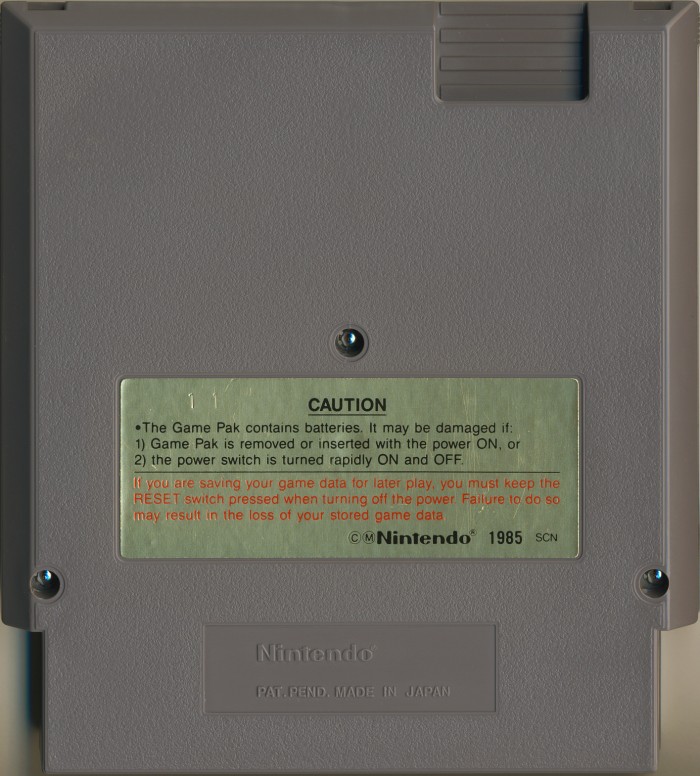 CAUTION
•The Game Pak contains batteries. It may be damaged if:
1) Game Pak is removed or inserted with the power ON, or
2) the power switch is turned rapidly ON and OFF.
If you are saving your game data for later play, you must keep the
RESET switch pressed when turning off the power. Failure to do so
may result in the loss of your stored game data.
©ⓂNintendo® 1985 SCN
Nintendo®
PAT. PEND. MADE IN JAPAN